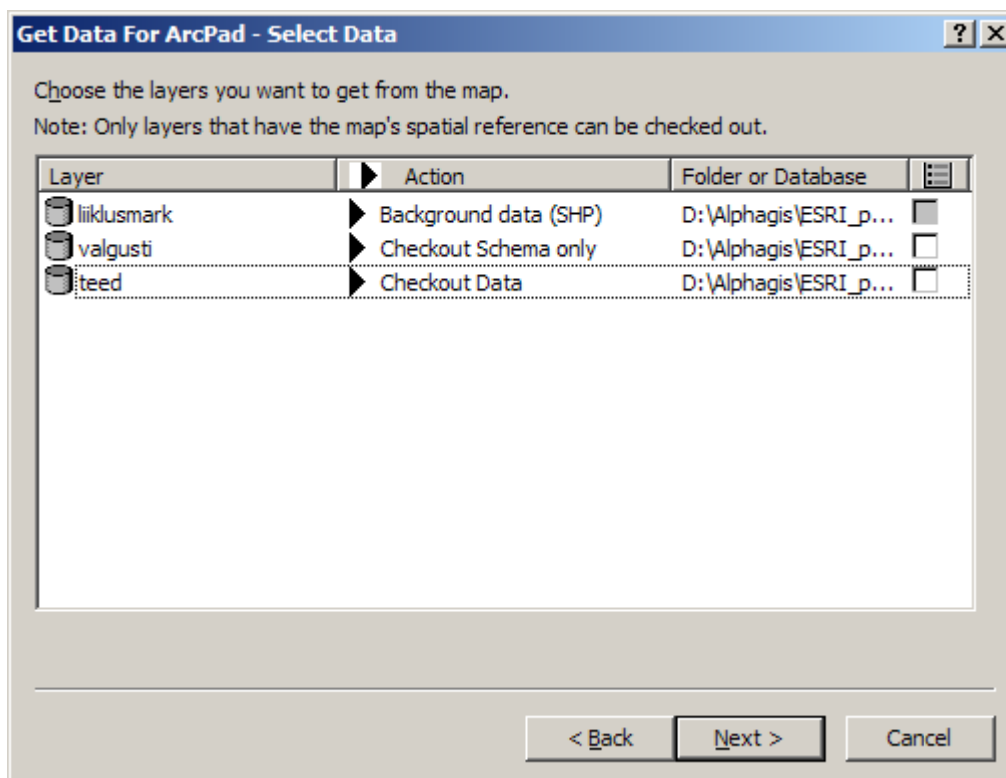 Get Data For ArcPad - Select Data
Choose the layers you want to get from the map.
Note: Only layers that have the map's spatial reference can be checked out.
Layer Action Folder or Database
liiklusmark Background data (SHP) D:\Alphagis\ESRI_p...
valgusti Checkout Schema only D:\Alphagis\ESRI_p...
teed Checkout Data D:\Alphagis\ESRI_p...
< Back Next > Cancel